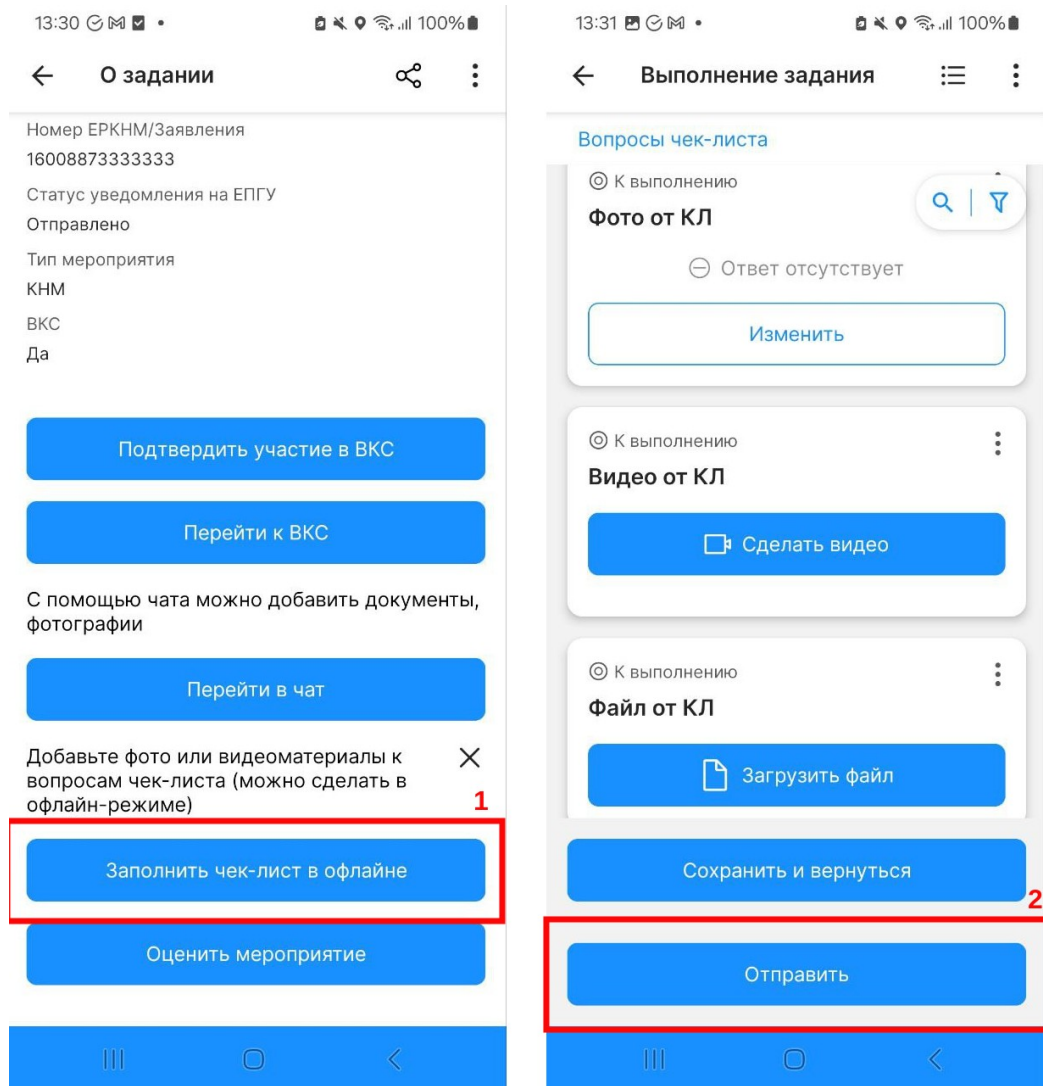 13:30
100%
О задании
Номер ЕРКНМ/Заявления
16008873333333
Статус уведомления на ЕПГУ
Отправлено
Тип мероприятия
КНМ
ВКС
Да
Подтвердить участие в ВКС
Перейти к ВКС
С помощью чата можно добавить документы,
фотографии
Перейти в чат
Добавьте фото или видеоматериалы к
вопросам чек-листа (можно сделать в
офлайн-режиме)
1
Заполнить чек-лист в офлайне
Оценить мероприятие
13:31
100%
Выполнение задания
Вопросы чек-листа
К выполнению
Фото от КЛ
Ответ отсутствует
Изменить
К выполнению
Видео от КЛ
Сделать видео
К выполнению
Файл от КЛ
Загрузить файл
Сохранить и вернуться
2
Отправить